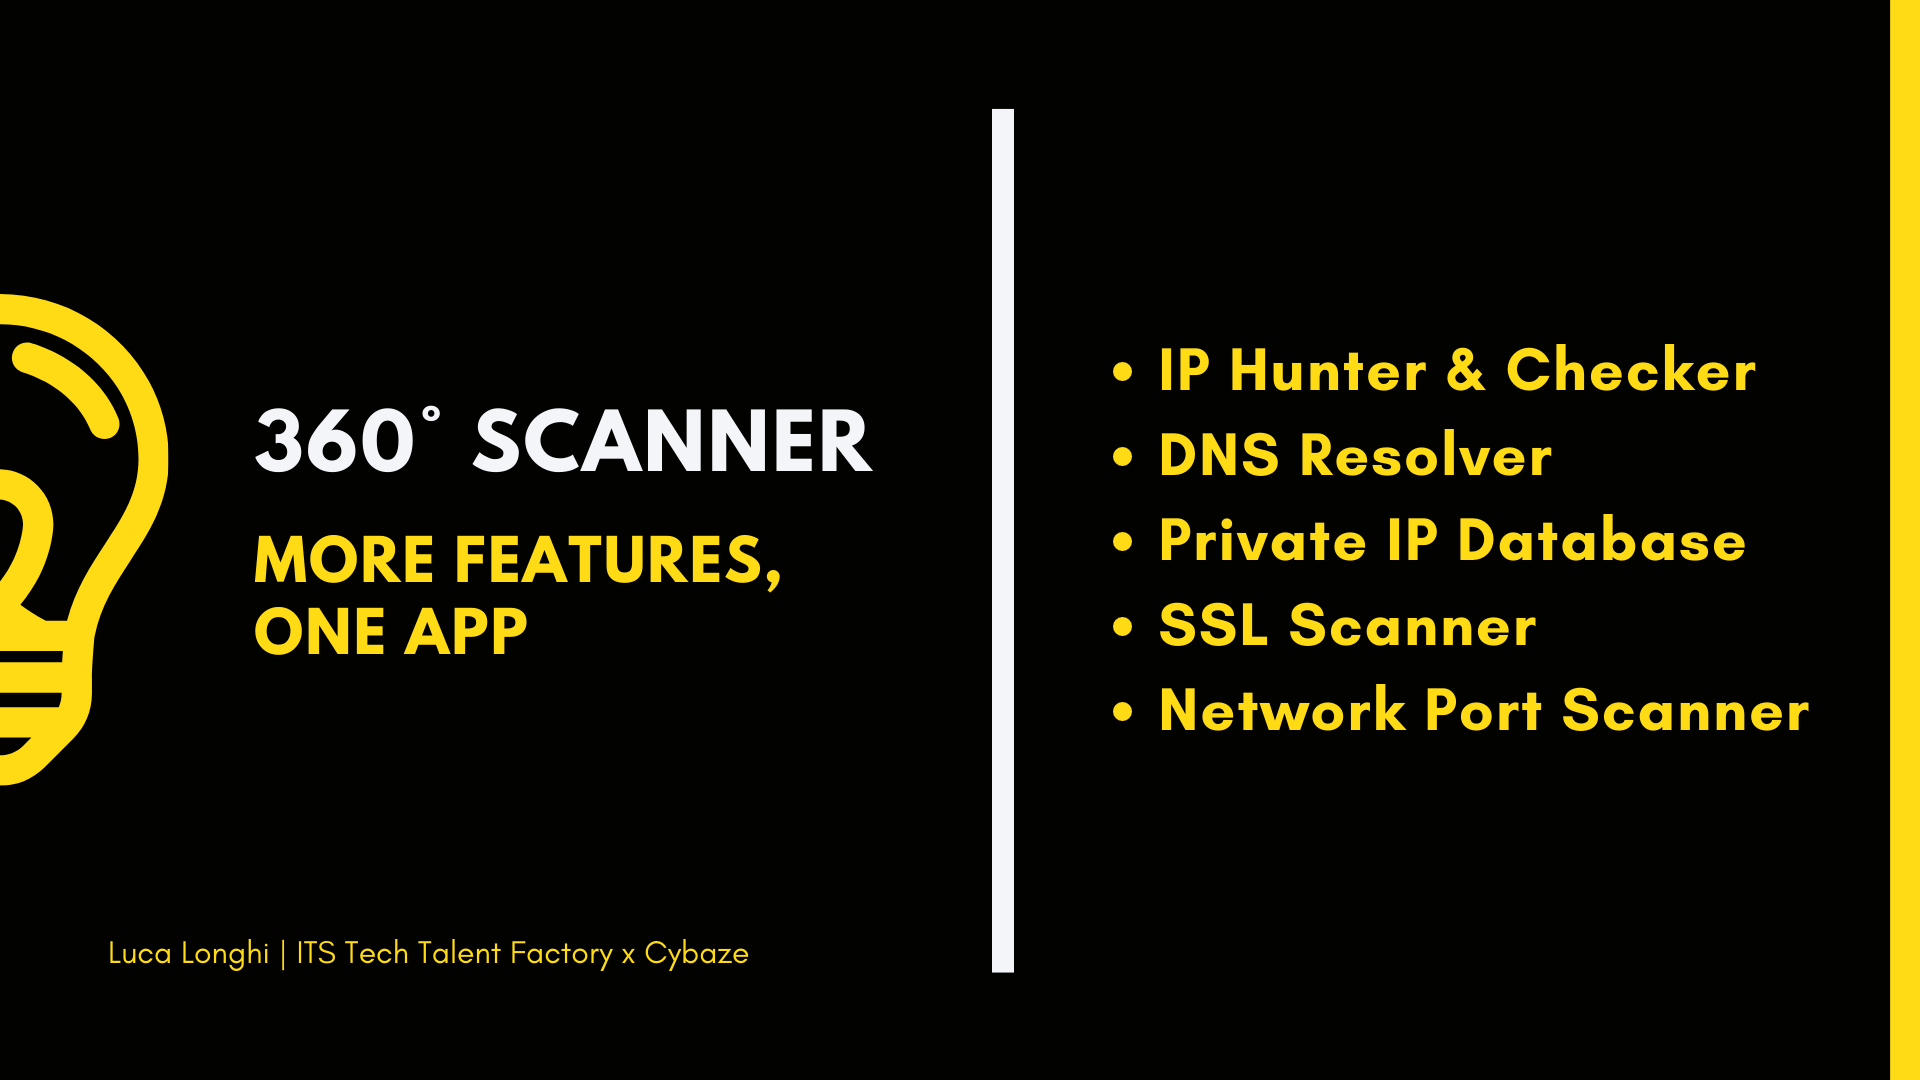 360° SCANNER
MORE FEATURES,
ONE APP
Luca Longhi | ITS Tech Talent Factory x Cybaze
• IP Hunter & Checker
• DNS Resolver
• Private IP Database
• SSL Scanner
• Network Port Scanner